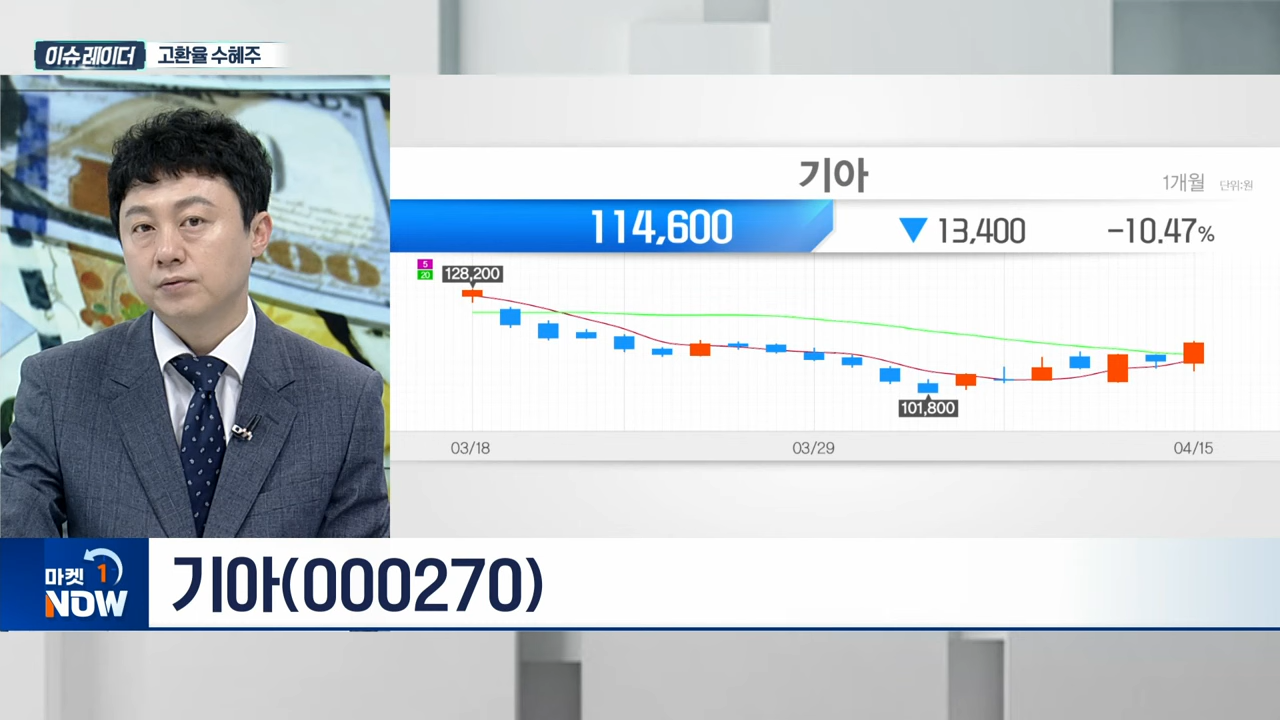 이슈 레이더 고환율 수혜주
기아
1개월 단위:원
114,600 ▼ 13,400 -10.47%
5
20
128,200
101,800
03/18 03/29 04/15
마켓 1
NOW
기아(000270)